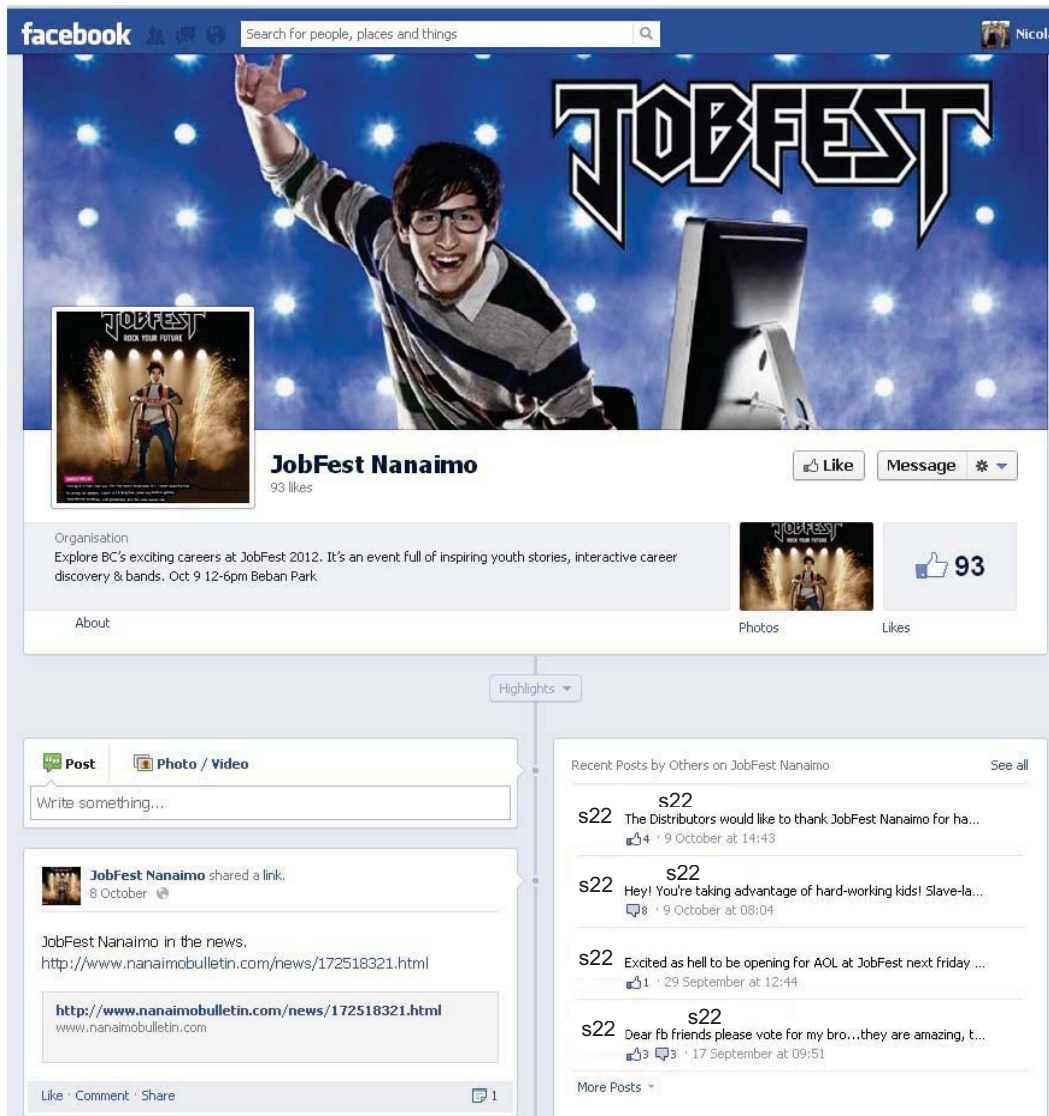 facebook
Search for people, places and things
Nicol
JOBFEST
JOBFEST
ROCK YOUR FUTURE
JobFest Nanaimo
93 likes
Like
Message
Organisation
Explore BC's exciting careers at JobFest 2012. It's an event full of inspiring youth stories, interactive career
discovery & bands. Oct 9 12-6pm Beban Park
About
JOBFEST
ROCK YOUR FUTURE
Photos
93
Likes
Highlights
Post
Photo / Video
Write something...
JobFest Nanaimo shared a link.
8 October
JobFest Nanaimo in the news.
http://www.nanaimobulletin.com/news/172518321.html
http://www.nanaimobulletin.com/news/172518321.html
www.nanaimobulletin.com
Like · Comment · Share
1
Recent Posts by Others on JobFest Nanaimo
See all
s22
s22
The Distributors would like to thank JobFest Nanaimo for ha...
4 · 9 October at 14:43
s22
s22
Hey! You're taking advantage of hard-working kids! Slave-la...
8 · 9 October at 08:04
s22
Excited as hell to be opening for AOL at JobFest next friday ...
1 · 29 September at 12:44
s22
s22
Dear fb friends please vote for my bro...they are amazing, t...
3 3 · 17 September at 09:51
More Posts